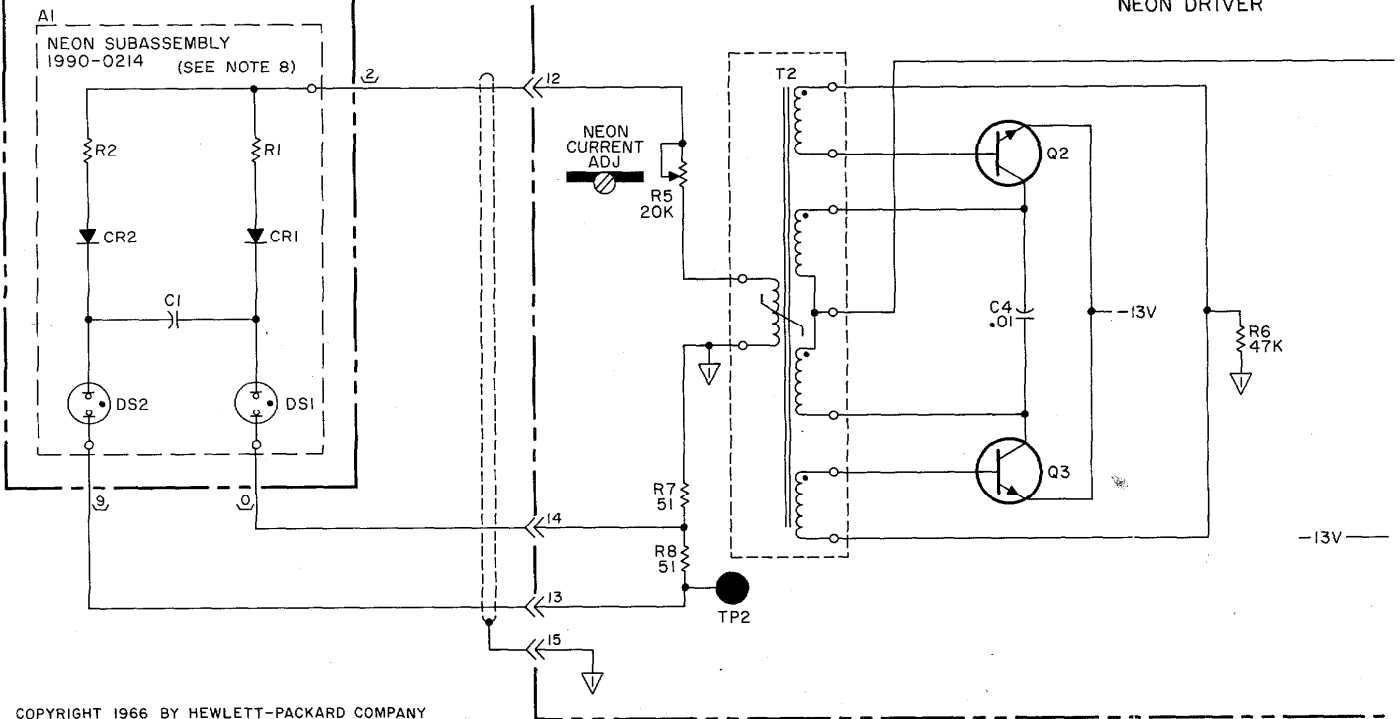 NEON DRIVER
A1
NEON SUBASSEMBLY
1990-0214 (SEE NOTE 8)
2
12
T2
R2
R1
NEON
CURRENT
ADJ
R5
20K
Q2
CR2
CR1
C1
C4
.01
-13V
R6
47K
DS2
DS1
Q3
9
0
R7
51
14
R8
51
-13V
13
TP2
15
COPYRIGHT 1966 BY HEWLETT-PACKARD COMPANY